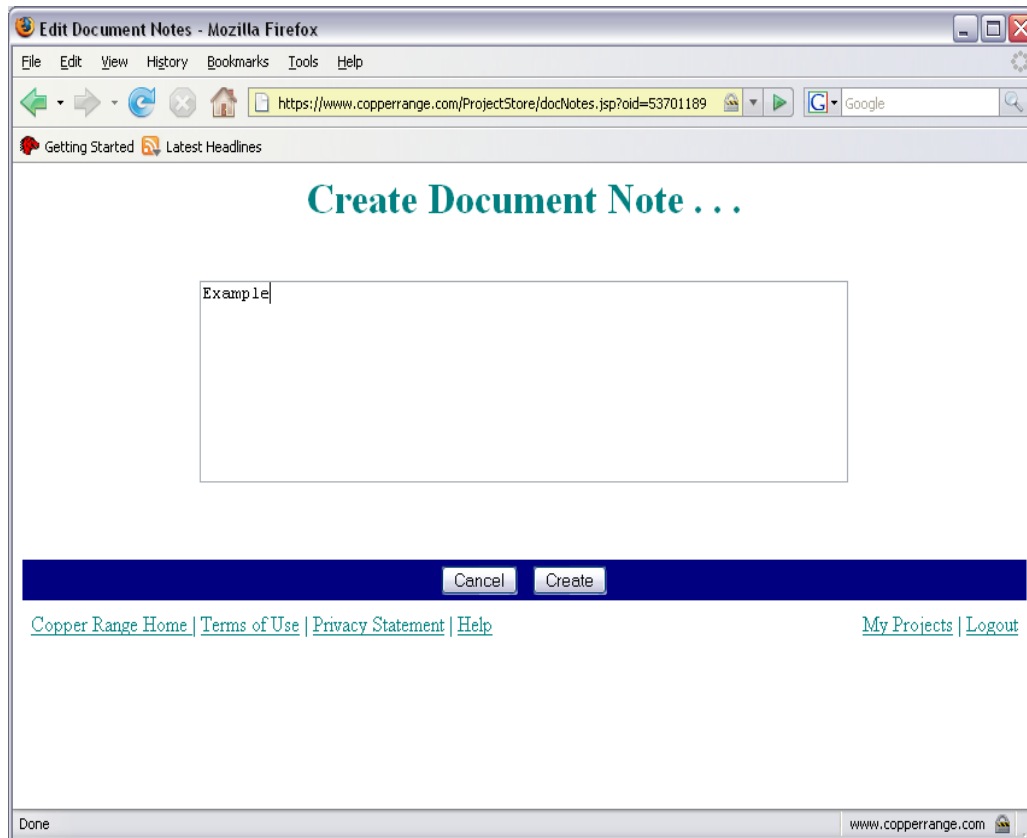 Edit Document Notes - Mozilla Firefox
File Edit View History Bookmarks Tools Help
https://www.copperrange.com/ProjectStore/docNotes.jsp?oid=53701189 G Google
Getting Started Latest Headlines
Create Document Note . . .
Example
Cancel Create
Copper Range Home | Terms of Use | Privacy Statement | Help My Projects | Logout
Done www.copperrange.com